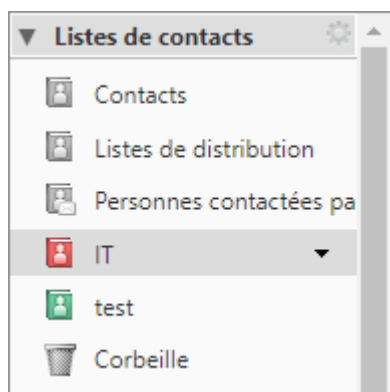 Listes de contacts
Contacts
Listes de distribution
Personnes contactées pa
IT
test
Corbeille